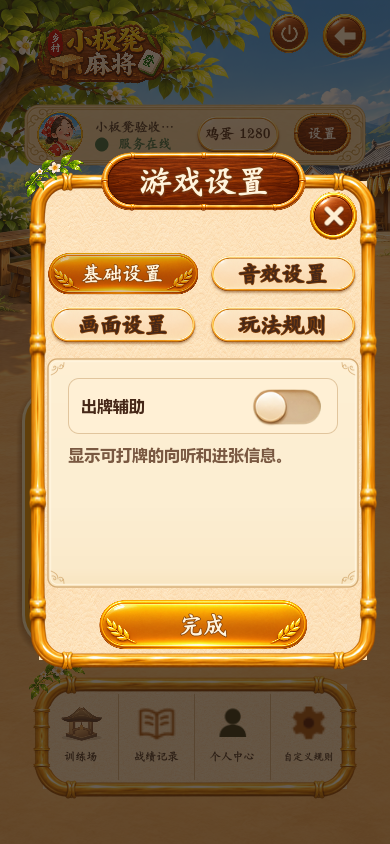 乡村
小板凳
麻将
發
小板凳验收…
服务在线
鸡蛋 1280
设置
游戏设置
基础设置
音效设置
画面设置
玩法规则
出牌辅助
显示可打牌的向听和进张信息。
完成
训练场
战绩记录
个人中心
自定义规则